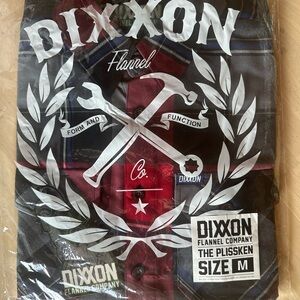 DIXXON
Flannel
FORM AND FUNCTION
Co.
DIXXON
DIXXON
FLANNEL COMPANY
THE PLISSKEN
SIZE M
DIXXON
FLANNEL COMPANY